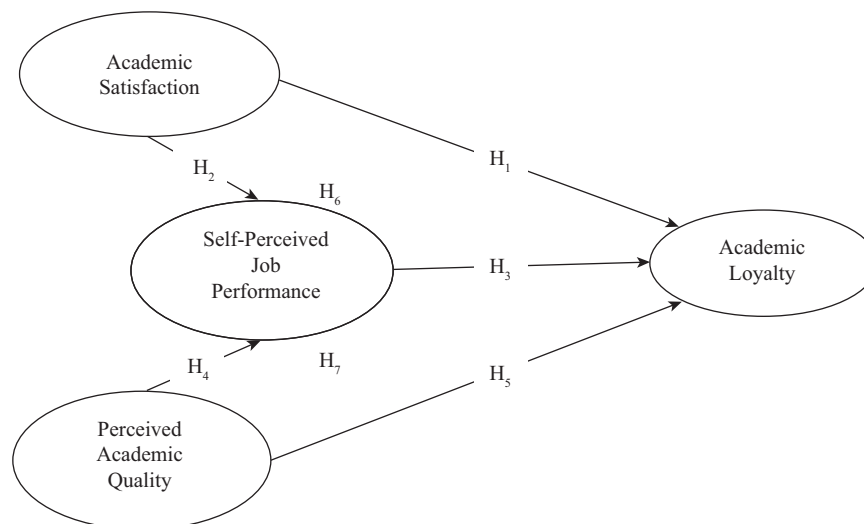 Academic
Satisfaction
H1
H2
H6
Self-Perceived
Job
Performance
H3
Academic
Loyalty
H4
H7
H5
Perceived
Academic
Quality